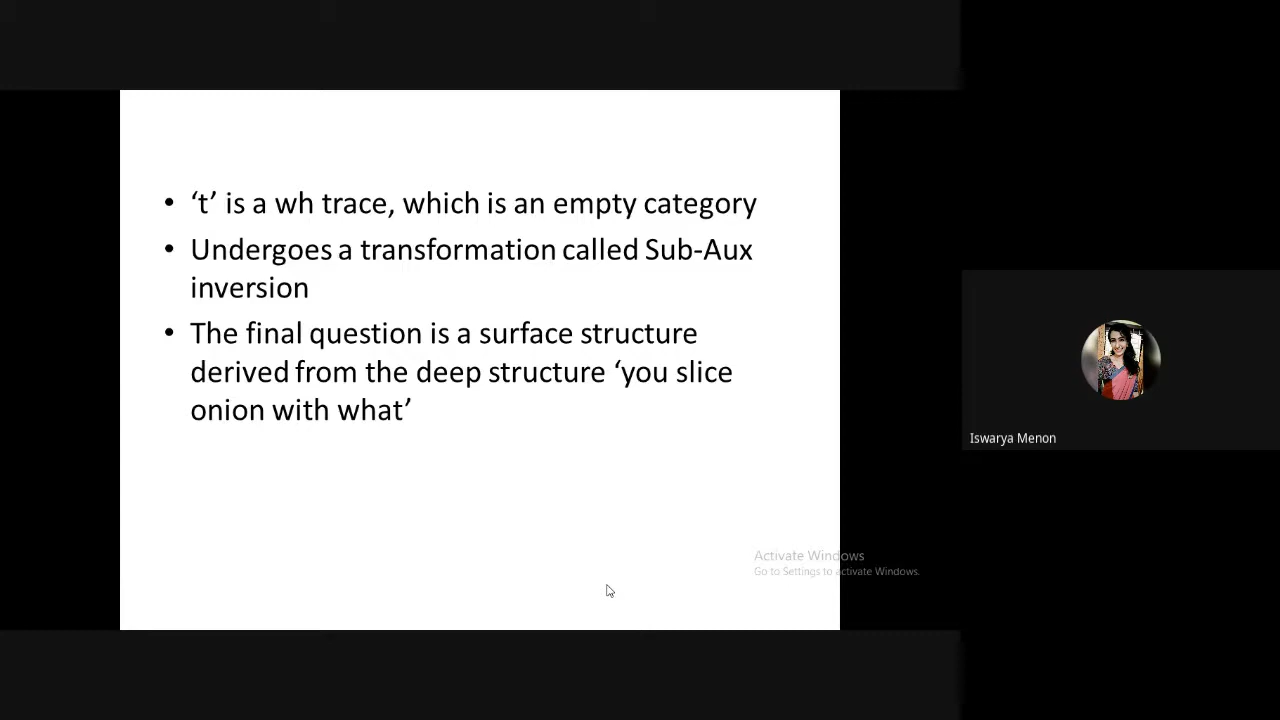 • ‘t’ is a wh trace, which is an empty category
• Undergoes a transformation called Sub-Aux
inversion
• The final question is a surface structure
derived from the deep structure ‘you slice
onion with what’
Iswarya Menon
Activate Windows
Go to Settings to activate Windows.